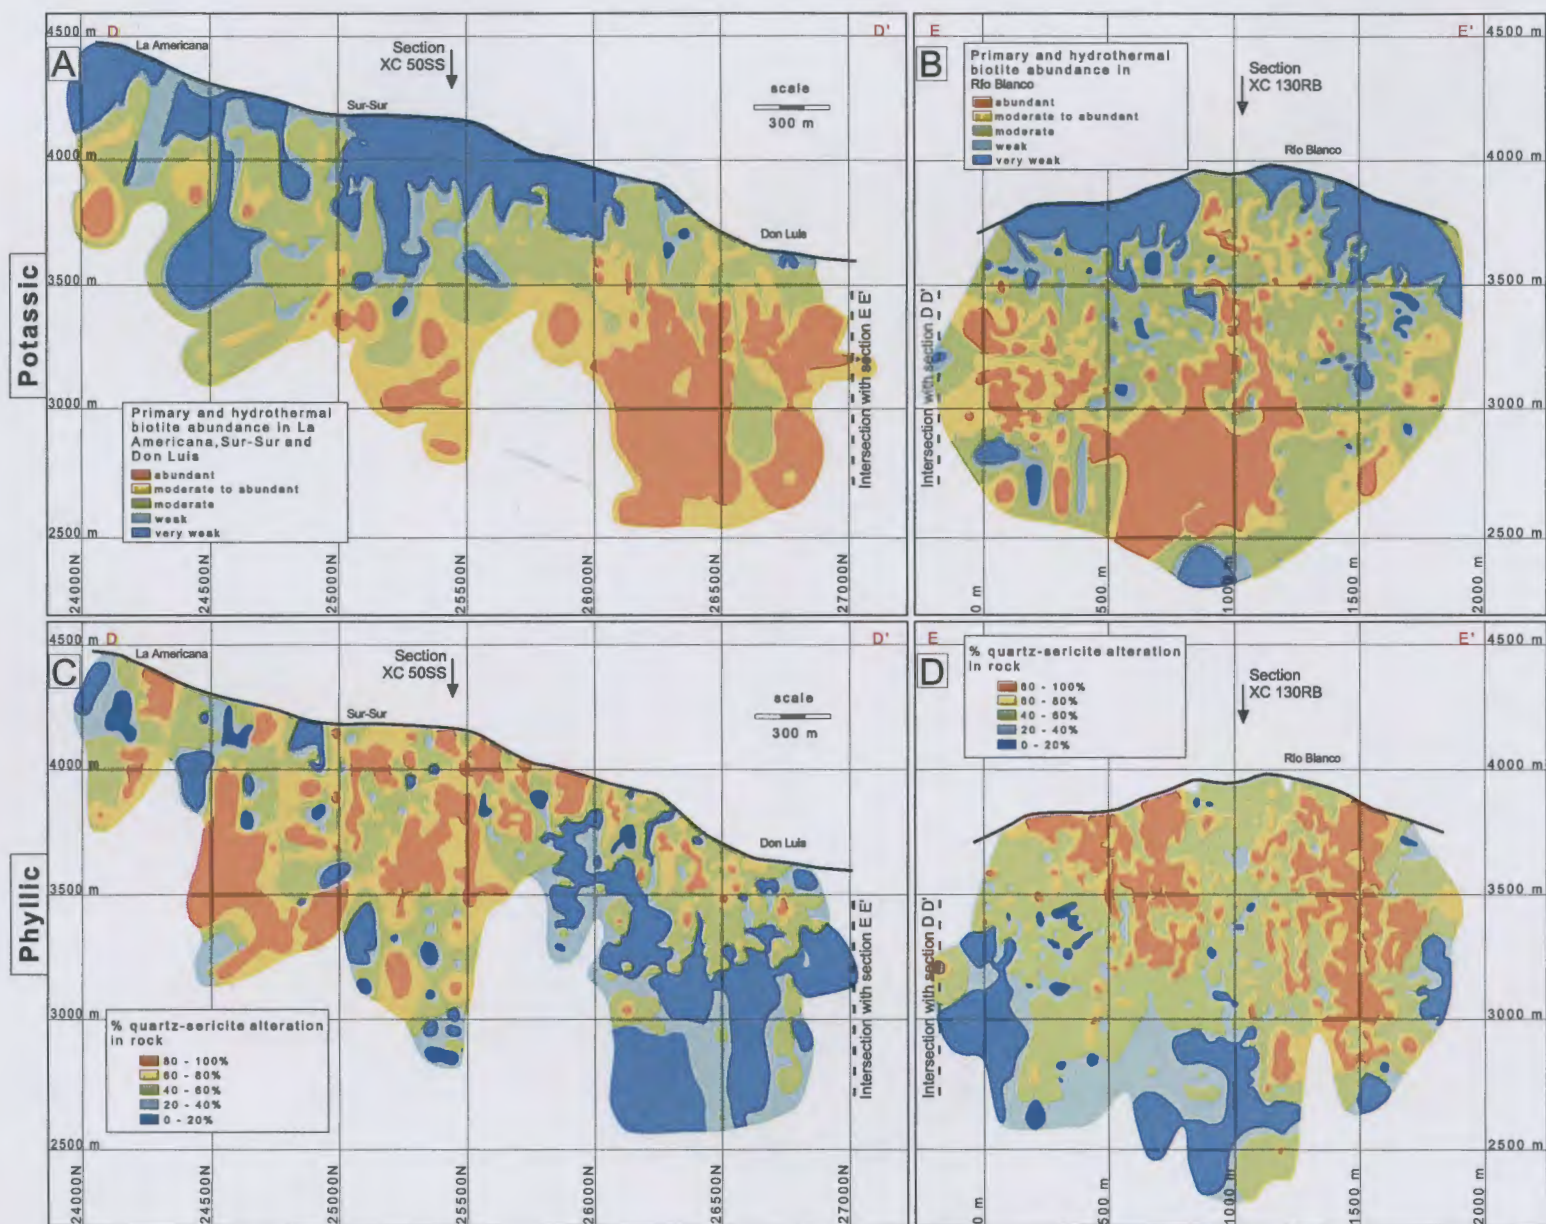 Potassic
A
D
D'
4500 m
4000 m
3500 m
3000 m
2500 m
La Americana
Section
XC 50SS
Sur-Sur
scale
300 m
Don Luis
Intersection with section E E'
Primary and hydrothermal
biotite abundance in La
Americana, Sur-Sur and
Don Luis
abundant
moderate to abundant
moderate
weak
very weak
24000N
24500N
25000N
25500N
26000N
26500N
27000N
B
E
E'
Primary and hydrothermal
biotite abundance in
Río Blanco
abundant
moderate to abundant
moderate
weak
very weak
Section
XC 130RB
Río Blanco
4500 m
4000 m
3500 m
3000 m
2500 m
Intersection with section D D'
0 m
500 m
1000 m
1500 m
2000 m
Phyllic
C
D
D'
4500 m
4000 m
3500 m
3000 m
2500 m
La Americana
Section
XC 50SS
Sur-Sur
scale
300 m
Don Luis
Intersection with section E E'
% quartz-sericite alteration
in rock
80 - 100%
60 - 80%
40 - 60%
20 - 40%
0 - 20%
24000N
24500N
25000N
25500N
26000N
26500N
27000N
D
E
E'
% quartz-sericite alteration
in rock
80 - 100%
60 - 80%
40 - 60%
20 - 40%
0 - 20%
Section
XC 130RB
Río Blanco
4500 m
4000 m
3500 m
3000 m
2500 m
Intersection with section D D'
0 m
500 m
1000 m
1500 m
2000 m